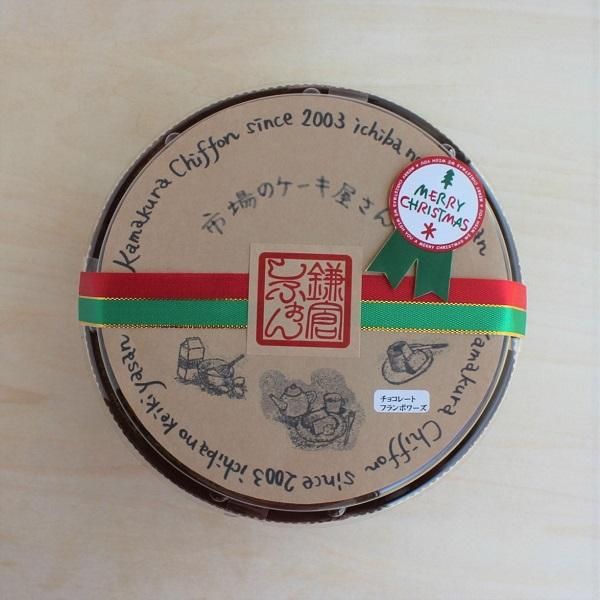 Kamakura Chiffon since 2003 ichiba no
市場のケーキ屋さん
MERRY
CHRISTMAS
鎌倉
しふぉん
チョコレート
フランボワーズ
Kamakura Chiffon since 2003 ichiba no keiki yasan